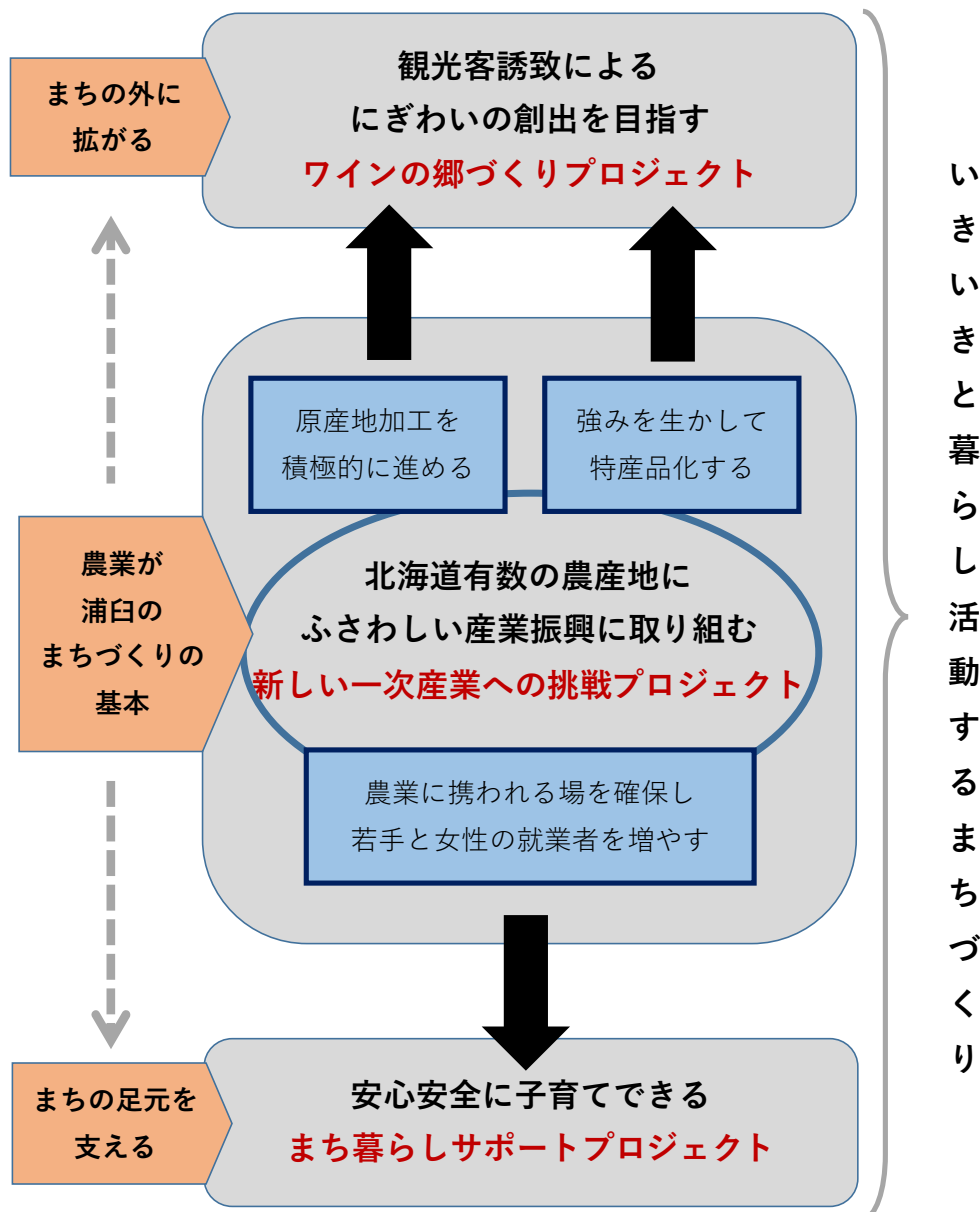 まちの外に
拡がる
観光客誘致による
にぎわいの創出を目指す
ワインの郷づくりプロジェクト
原産地加工を
積極的に進める
強みを生かして
特産品化する
農業が
浦臼の
まちづくりの
基本
北海道有数の農産地に
ふさわしい産業振興に取り組む
新しい一次産業への挑戦プロジェクト
農業に携われる場を確保し
若手と女性の就業者を増やす
まちの足元を
支える
安心安全に子育てできる
まち暮らしサポートプロジェクト
いきいきと暮らし活動するまちづくり